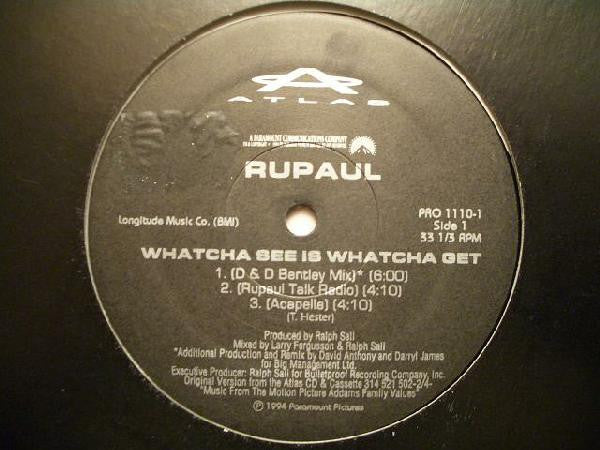 ATLAS
A PARAMOUNT COMMUNICATIONS COMPANY
RUPAUL
Longitude Music Co. (BMI)
PRO 1110-1
Side 1
33 1/3 RPM
WHATCHA SEE IS WHATCHA GET
1. (D & D Bentley Mix)* (6:00)
2. (Rupaul Talk Radio) (4:10)
3. (Acapella) (4:10)
(T. Hester)
Produced by Ralph Sall
Mixed by Larry Fergusson & Ralph Sall
*Additional Production and Remix by David Anthony and Darryl James
for Big Management Ltd.
Executive Producer: Ralph Sall for Bulletproof Recording Company, Inc.
Original Version from the Atlas CD & Cassette 314 521 502-2/4-
"Music From The Motion Picture Addams Family Values"
℗ 1994 Paramount Pictures